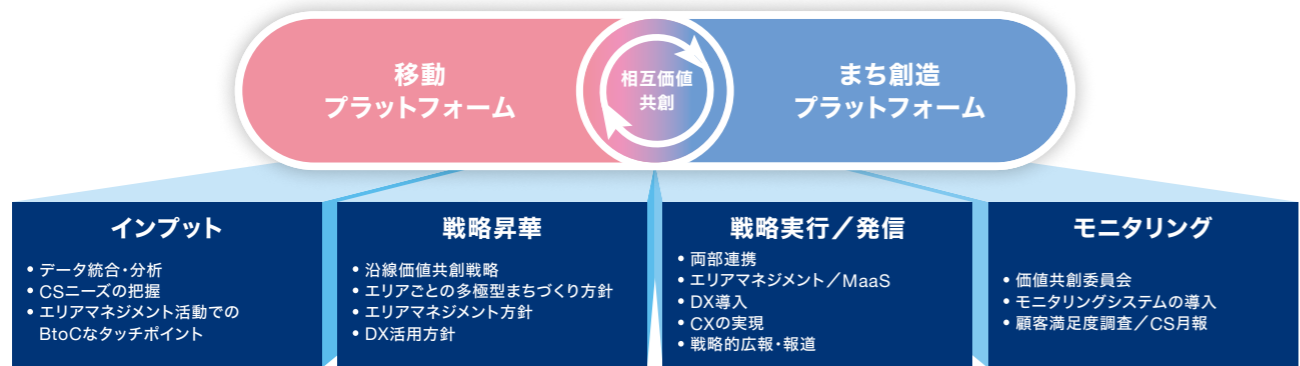 移動
プラットフォーム
相互価値
共創
まち創造
プラットフォーム
インプット
• データ統合・分析
• CSニーズの把握
• エリアマネジメント活動での
BtoCなタッチポイント
戦略昇華
• 沿線価値共創戦略
• エリアごとの多極型まちづくり方針
• エリアマネジメント方針
• DX活用方針
戦略実行／発信
• 両部連携
• エリアマネジメント／MaaS
• DX導入
• CXの実現
• 戦略的広報・報道
モニタリング
• 価値共創委員会
• モニタリングシステムの導入
• 顧客満足度調査／CS月報